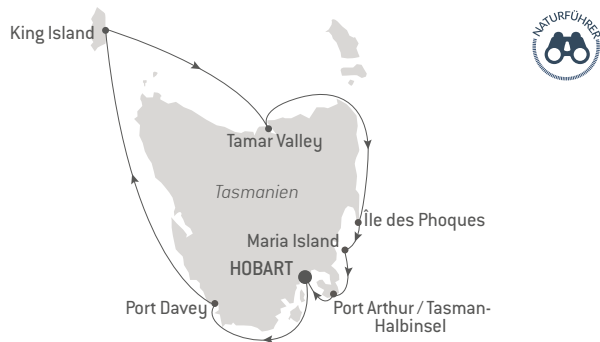 NATURFÜHRER
King Island
Tamar Valley
Tasmanien
Île des Phoques
Maria Island
HOBART
Port Davey
Port Arthur / Tasman-
Halbinsel